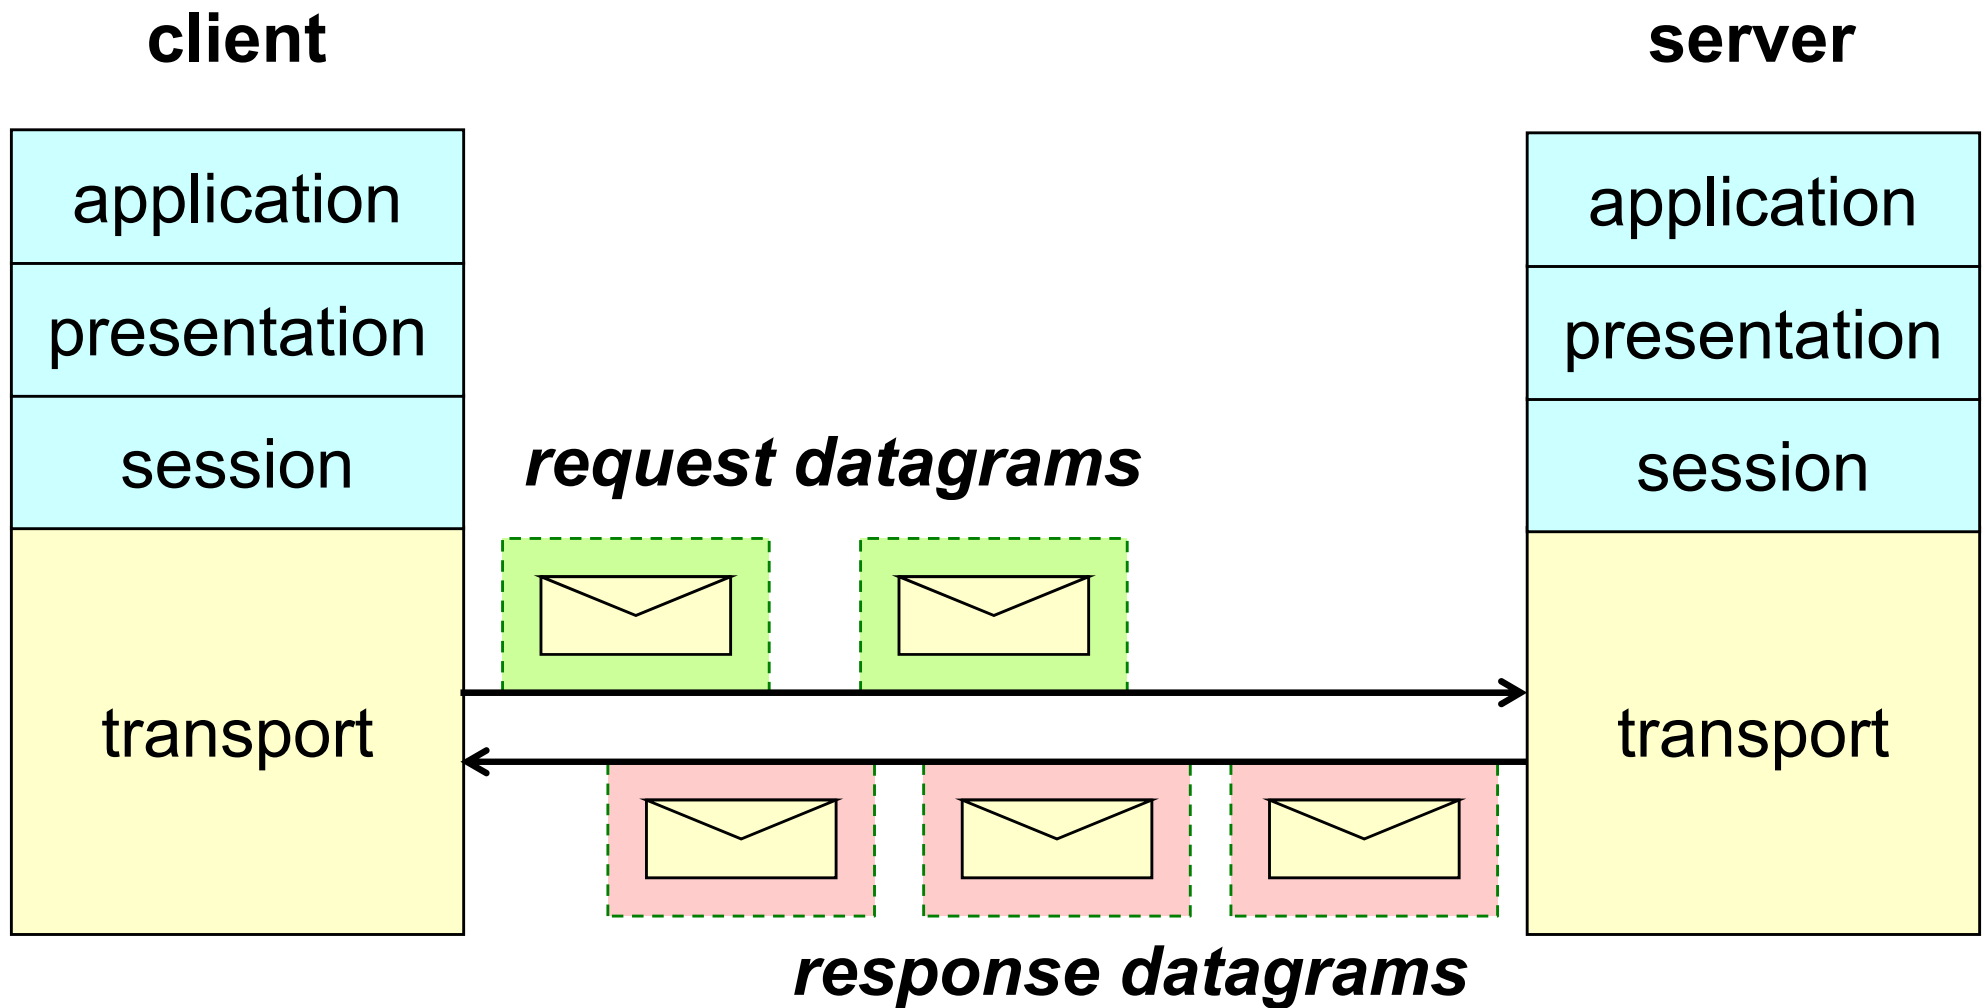 client
server
application
presentation
session
transport
request datagrams
response datagrams
application
presentation
session
transport